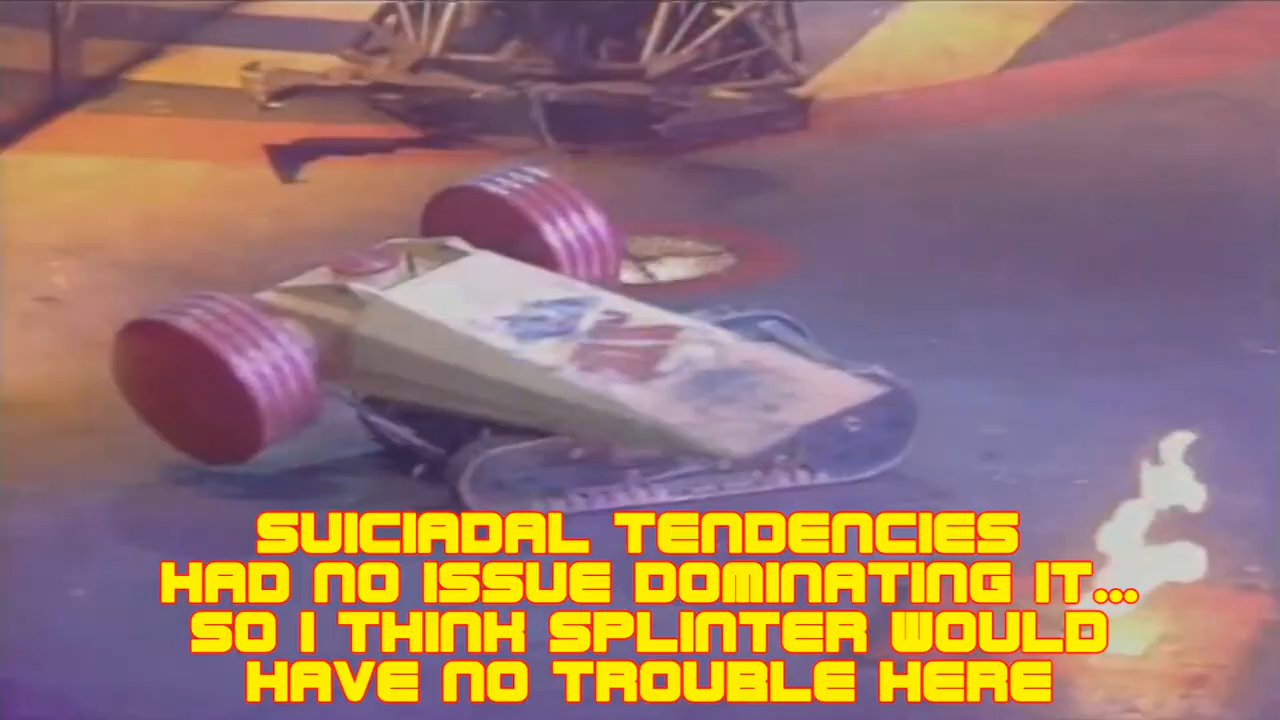 SUICIADAL TENDENCIES
HAD NO ISSUE DOMINATING IT...
SO I THINK SPLINTER WOULD
HAVE NO TROUBLE HERE